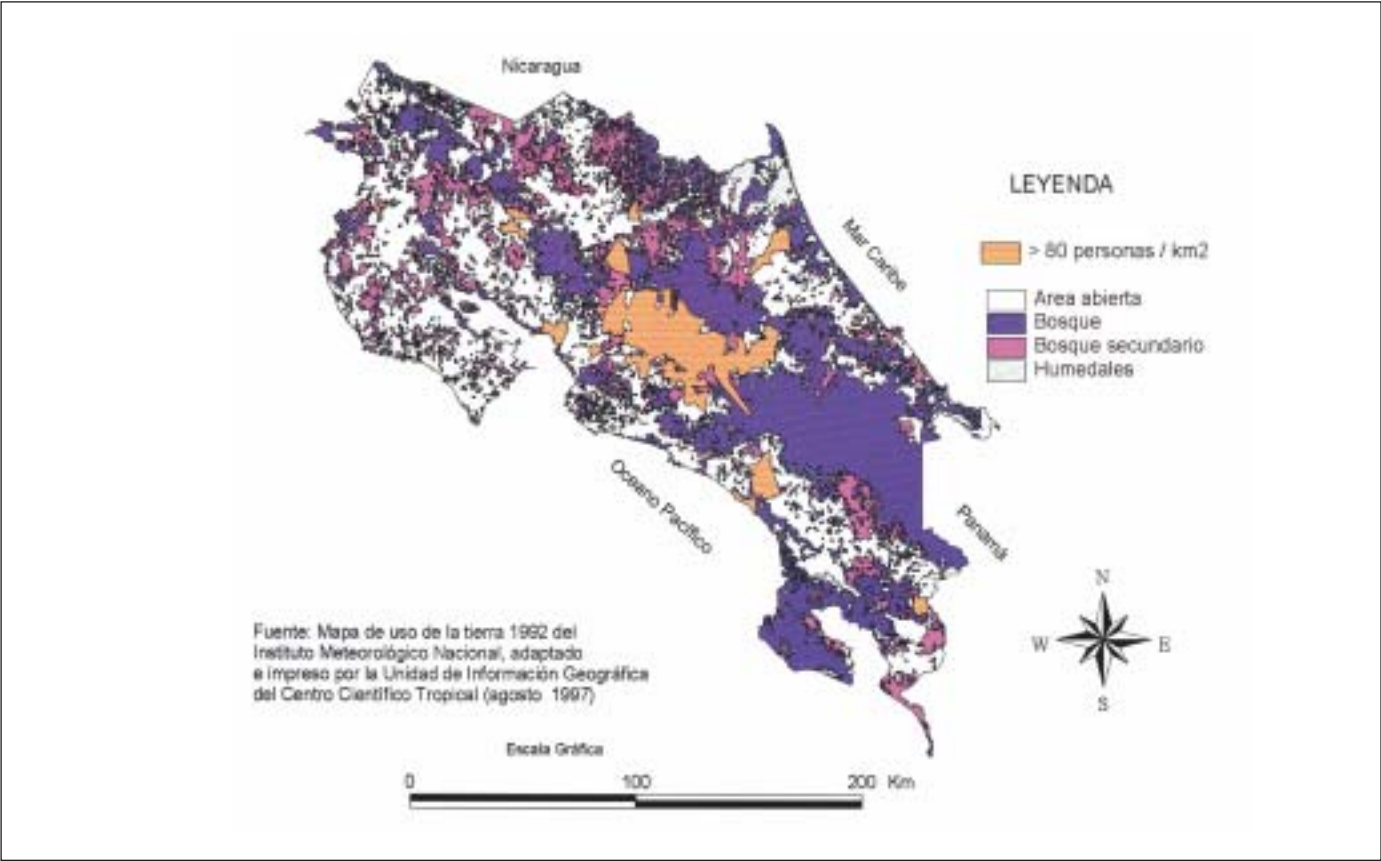 Nicaragua
LEYENDA
> 80 personas / km2
Mar Caribe
Area abierta
Bosque
Bosque secundario
Humedales
Oceano Pacífico
Panamá
N
W E
S
Fuente: Mapa de uso de la tierra 1992 del
Instituto Meteorológico Nacional, adaptado
e impreso por la Unidad de Información Geográfica
del Centro Científico Tropical (agosto 1997)
Escala Gráfica
0 100 200 Km